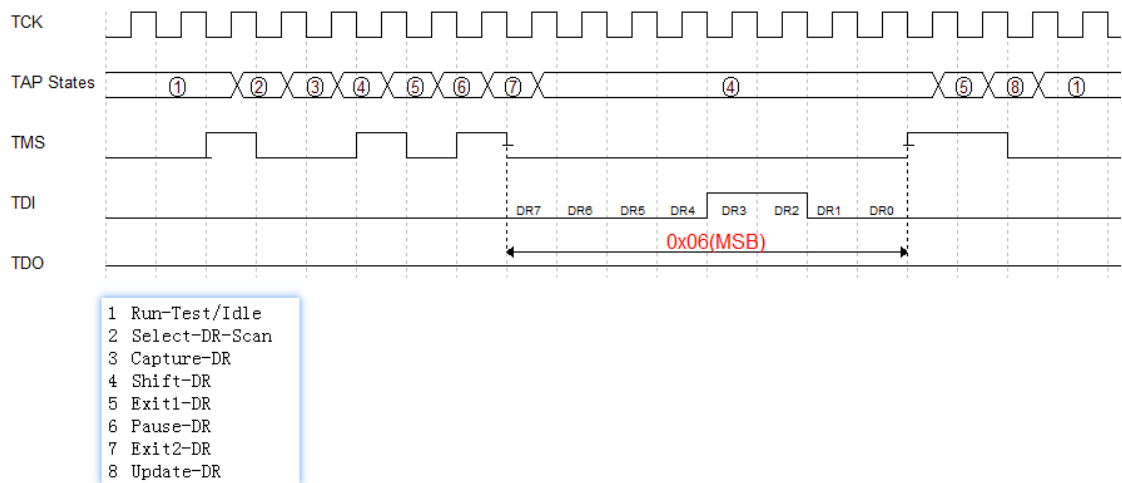 TCK
TAP States ① ② ③ ④ ⑤ ⑥ ⑦ ④ ⑤ ⑧ ①
TMS
TDI DR7 DR6 DR5 DR4 DR3 DR2 DR1 DR0
0x06(MSB)
TDO
1 Run-Test/Idle
2 Select-DR-Scan
3 Capture-DR
4 Shift-DR
5 Exit1-DR
6 Pause-DR
7 Exit2-DR
8 Update-DR